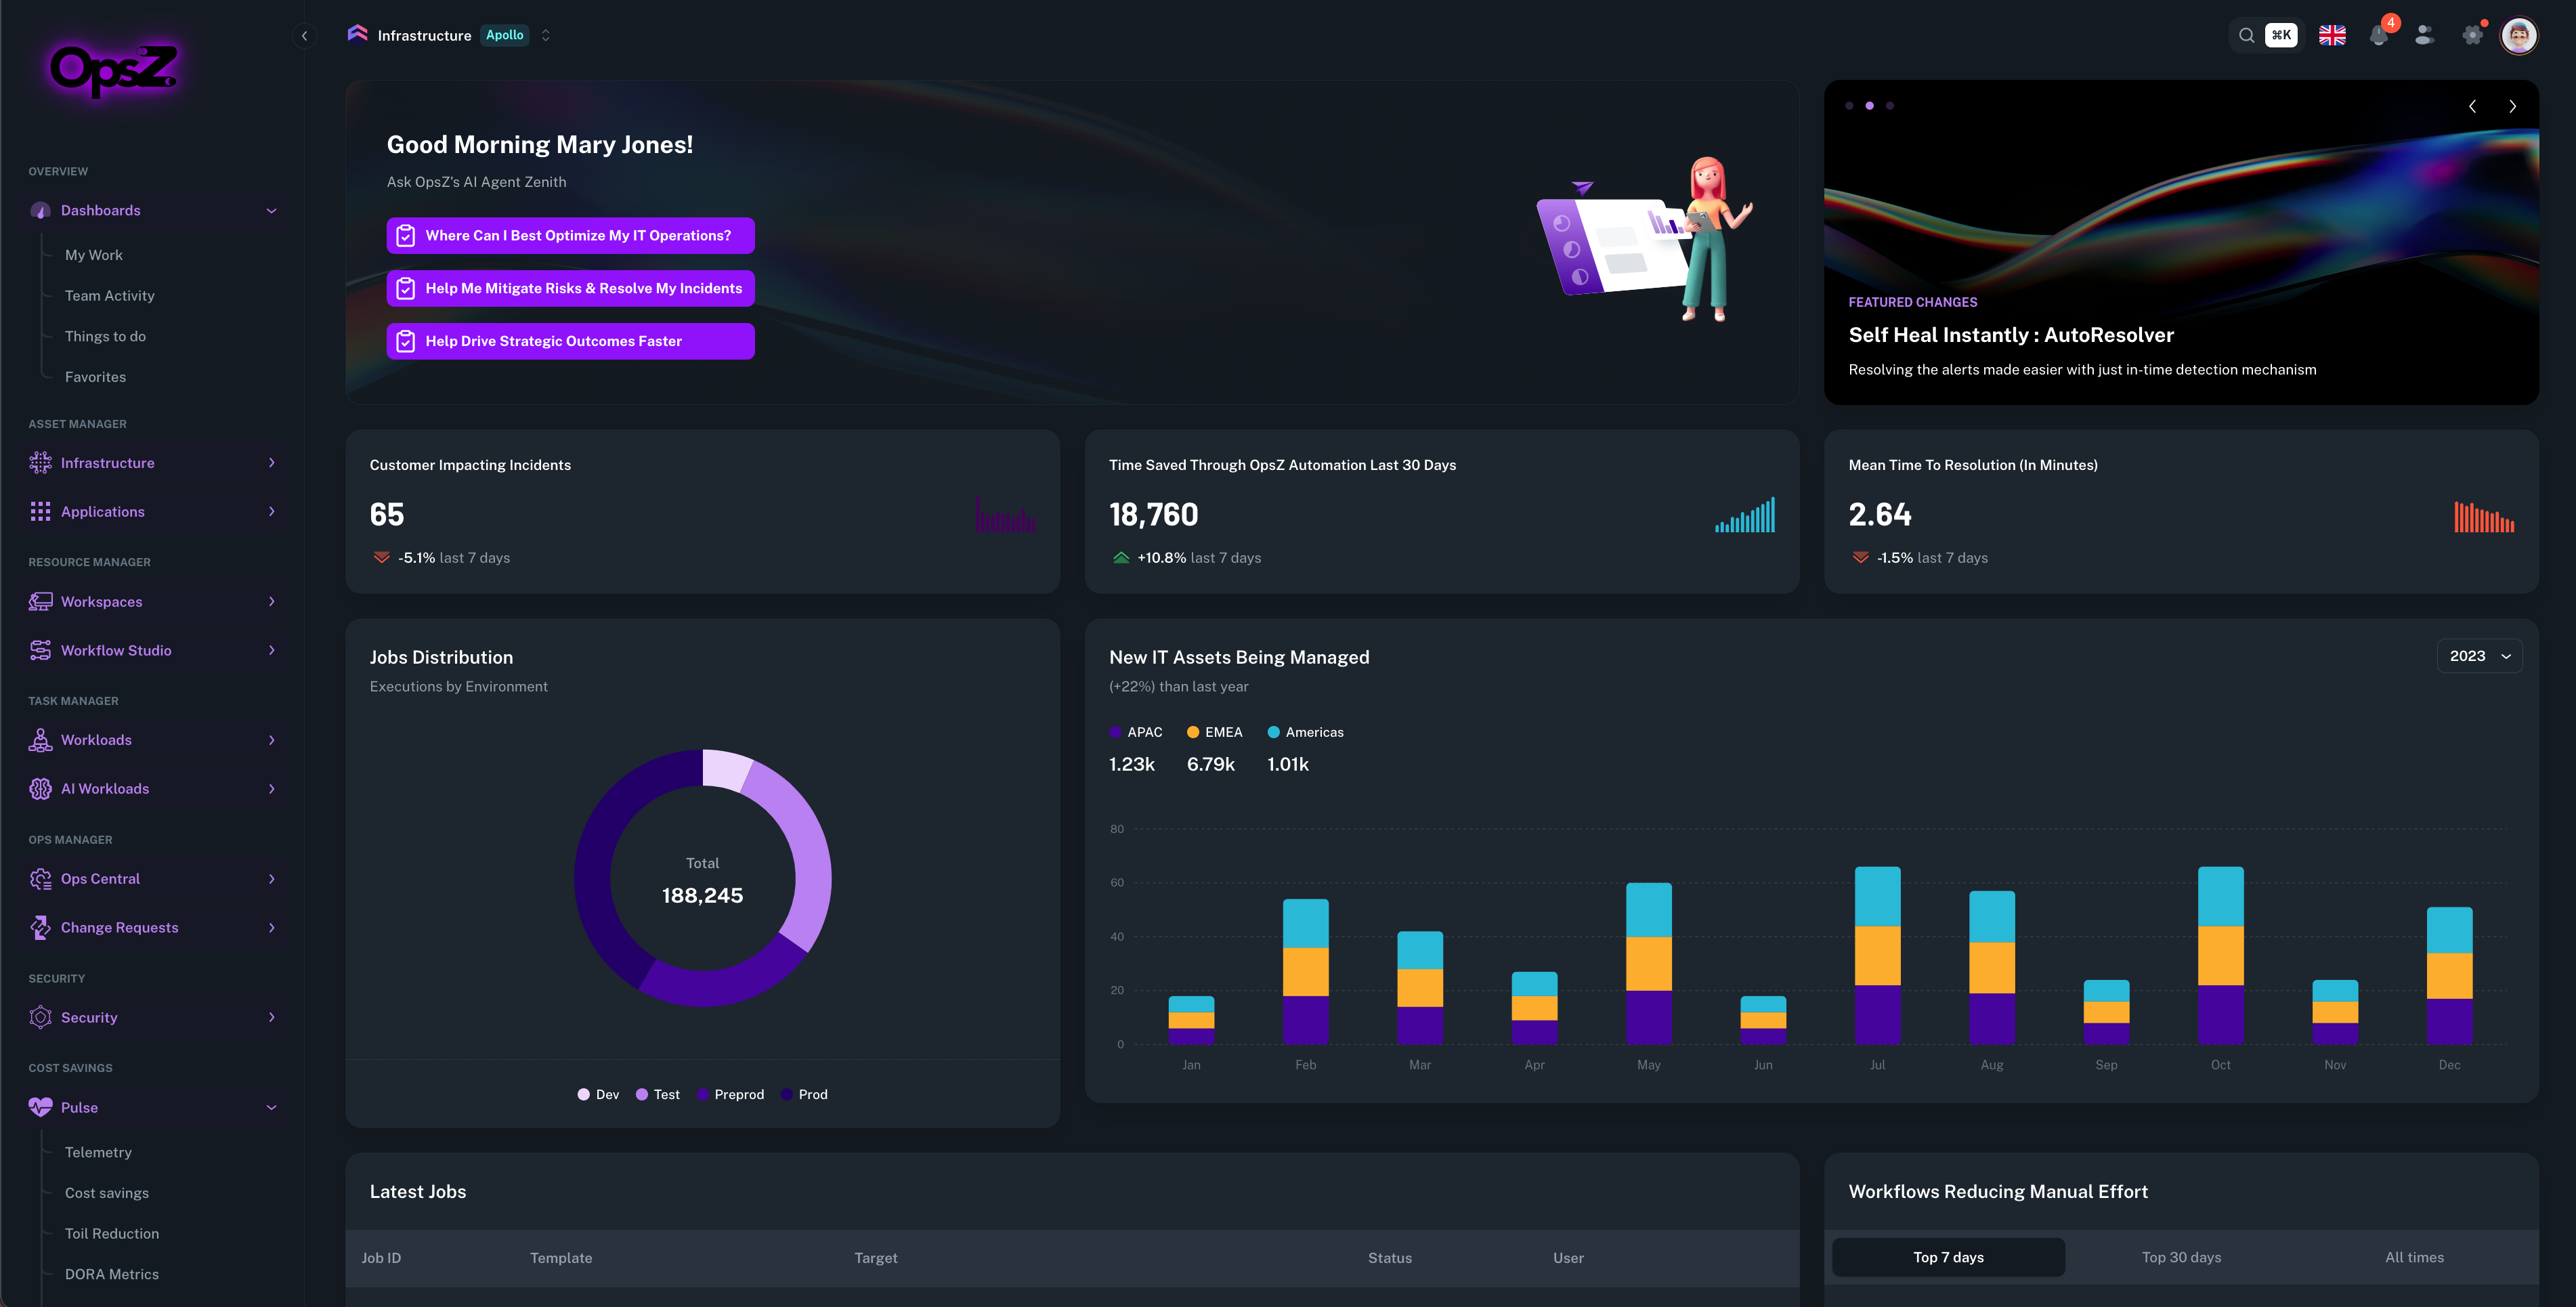 OpsZ
Infrastructure Apollo
⌘K
4
OVERVIEW
Dashboards
My Work
Team Activity
Things to do
Favorites
ASSET MANAGER
Infrastructure
Applications
RESOURCE MANAGER
Workspaces
Workflow Studio
TASK MANAGER
Workloads
AI Workloads
OPS MANAGER
Ops Central
Change Requests
SECURITY
Security
COST SAVINGS
Pulse
Telemetry
Cost savings
Toil Reduction
DORA Metrics
Good Morning Mary Jones!
Ask OpsZ's AI Agent Zenith
Where Can I Best Optimize My IT Operations?
Help Me Mitigate Risks & Resolve My Incidents
Help Drive Strategic Outcomes Faster
FEATURED CHANGES
Self Heal Instantly : AutoResolver
Resolving the alerts made easier with just in-time detection mechanism
Customer Impacting Incidents
65
-5.1% last 7 days
Time Saved Through OpsZ Automation Last 30 Days
18,760
+10.8% last 7 days
Mean Time To Resolution (In Minutes)
2.64
-1.5% last 7 days
Jobs Distribution
Executions by Environment
Total
188,245
Dev Test Preprod Prod
New IT Assets Being Managed
(+22%) than last year
2023
APAC EMEA Americas
1.23k 6.79k 1.01k
80
60
40
20
0
Jan Feb Mar Apr May Jun Jul Aug Sep Oct Nov Dec
Latest Jobs
Job ID Template Target Status User
Workflows Reducing Manual Effort
Top 7 days Top 30 days All times